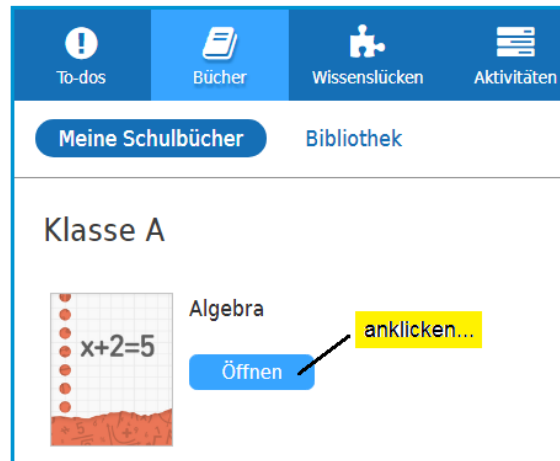 To-dos
Bücher
Wissenslücken
Aktivitäten
Meine Schulbücher
Bibliothek
Klasse A
x+2=5
Algebra
Öffnen
anklicken...